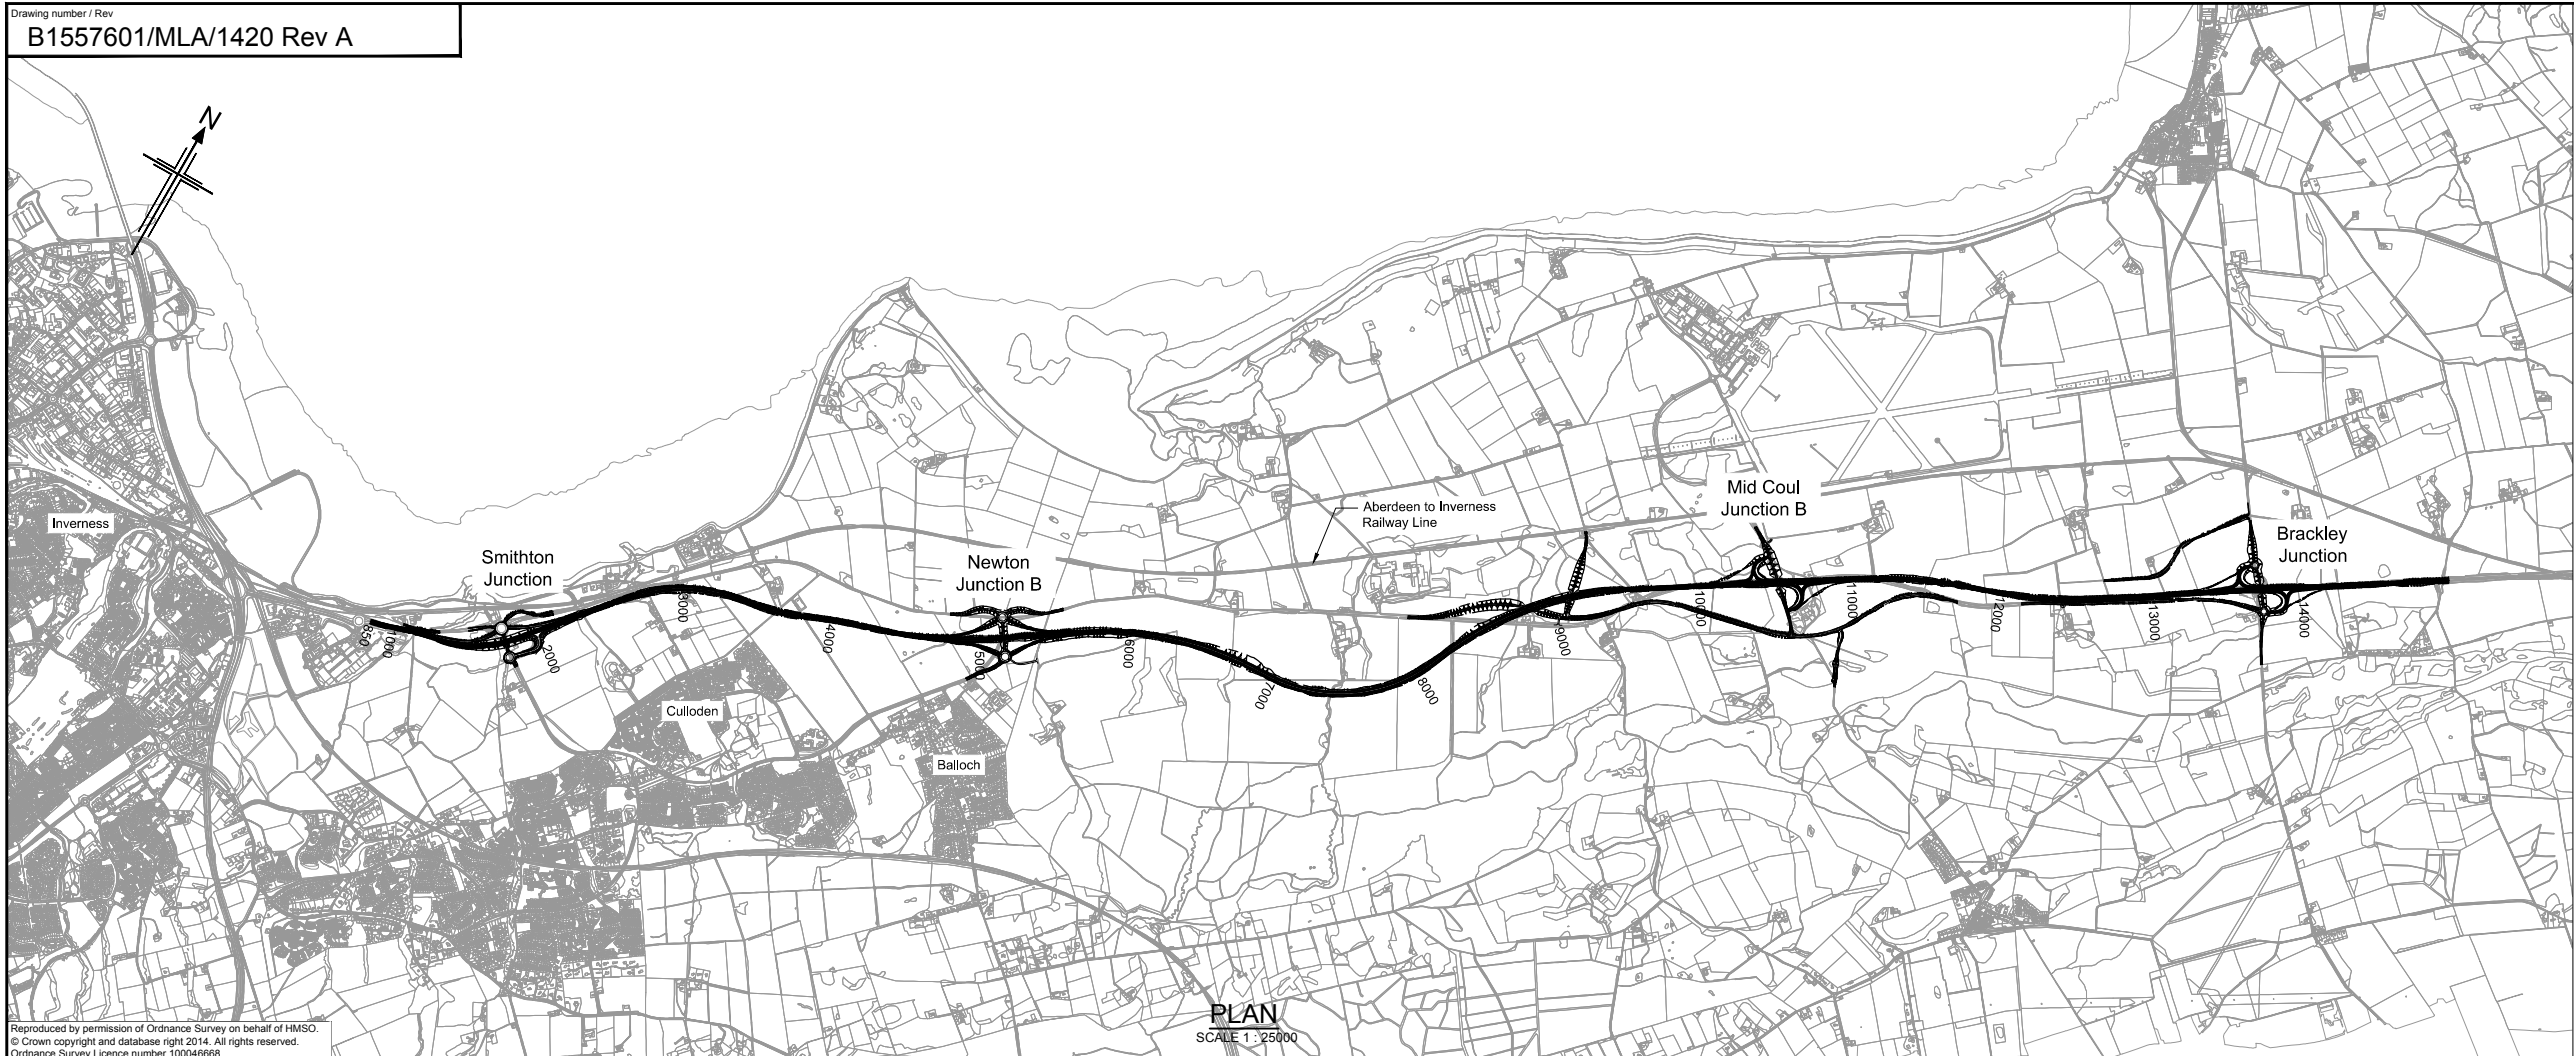 Drawing number / Rev
B1557601/MLA/1420 Rev A
N
Inverness
Smithton
Junction
Newton
Junction B
Aberdeen to Inverness
Railway Line
Mid Coul
Junction B
Brackley
Junction
850
1000
2000
3000
4000
5000
6000
7000
8000
9000
10000
11000
12000
13000
14000
Culloden
Balloch
PLAN
SCALE 1 : 25000
Reproduced by permission of Ordnance Survey on behalf of HMSO.
© Crown copyright and database right 2014. All rights reserved.
Ordnance Survey Licence number 100046668